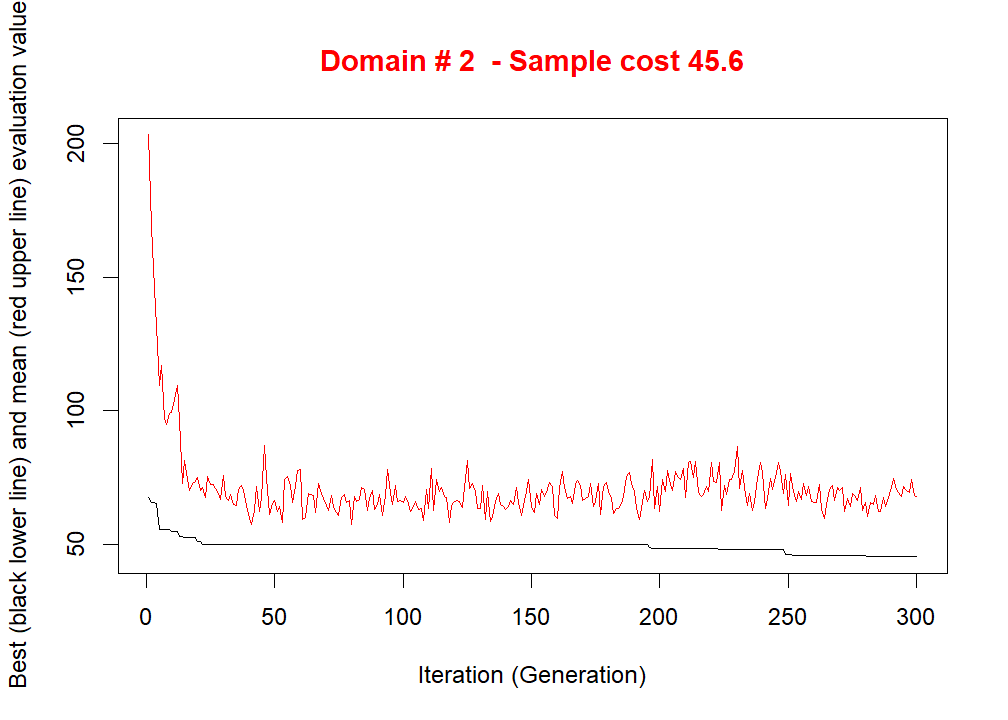 Domain # 2  - Sample cost 45.6
Best (black lower line) and mean (red upper line) evaluation value
200
150
100
50
0 50 100 150 200 250 300
Iteration (Generation)